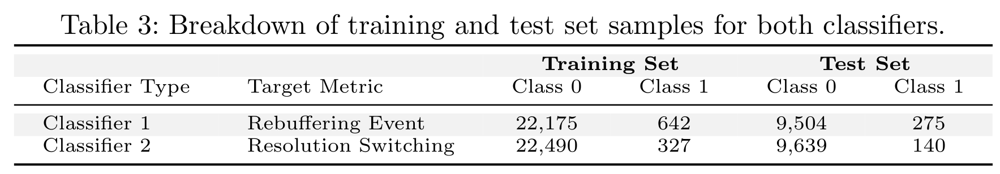 Table 3: Breakdown of training and test set samples for both classifiers.
Training Set Test Set
Classifier Type Target Metric Class 0 Class 1 Class 0 Class 1
Classifier 1 Rebuffering Event 22,175 642 9,504 275
Classifier 2 Resolution Switching 22,490 327 9,639 140